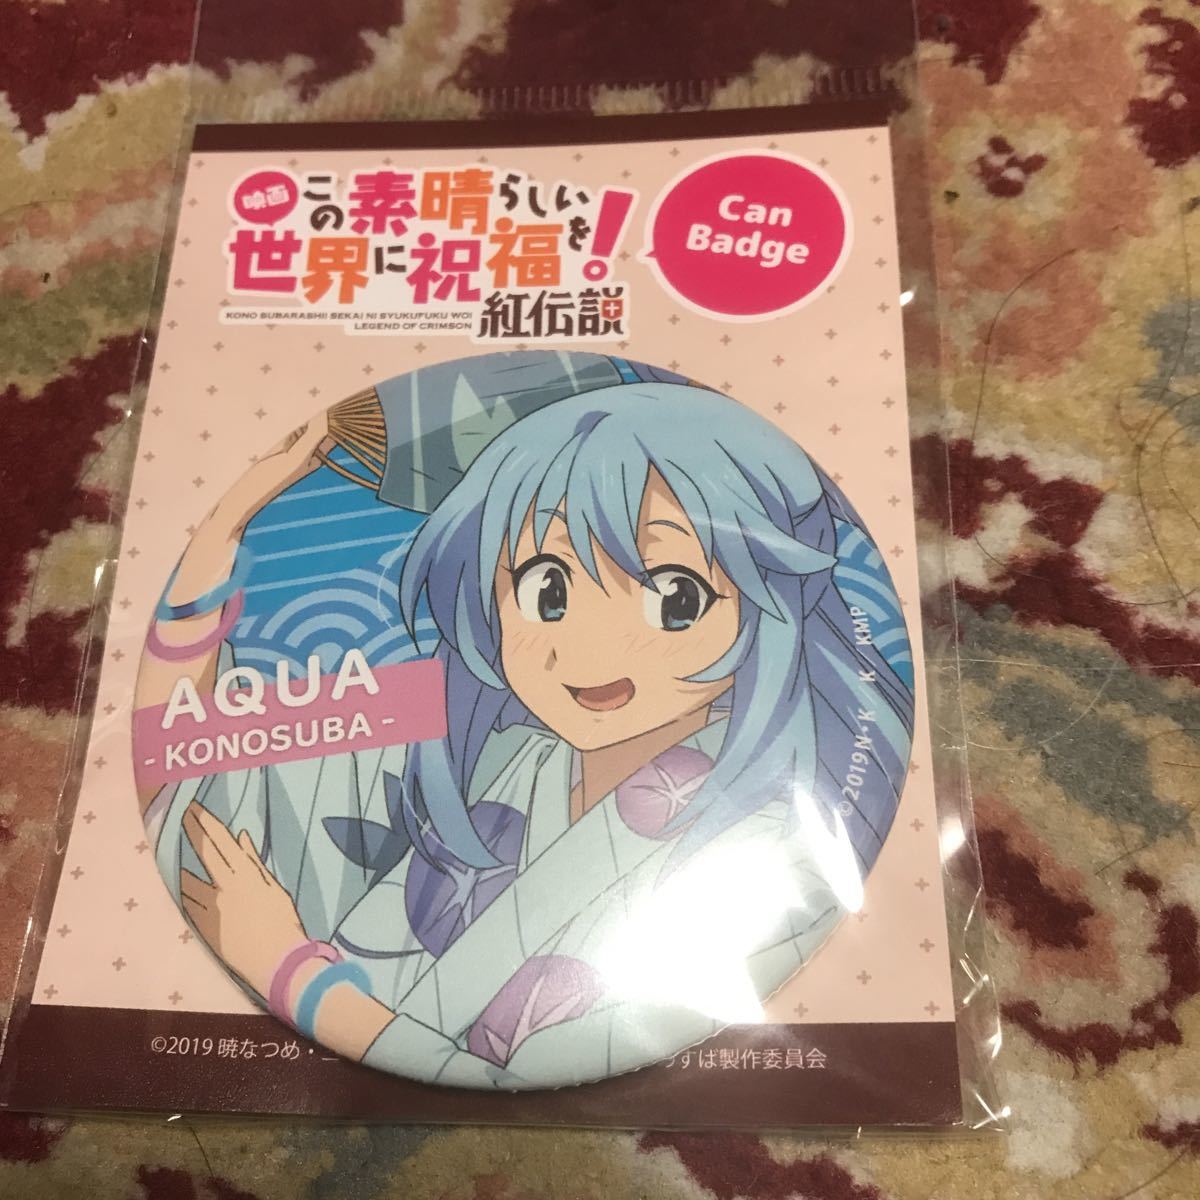 映画
この素晴らしい
世界に祝福を!
KONO SUBARASHII SEKAI NI SYUKUFUKU WO!
LEGEND OF CRIMSON
紅伝説
Can
Badge
AQUA
- KONOSUBA -
©2019N・K／K／KMP
©2019 暁なつめ・
すば製作委員会